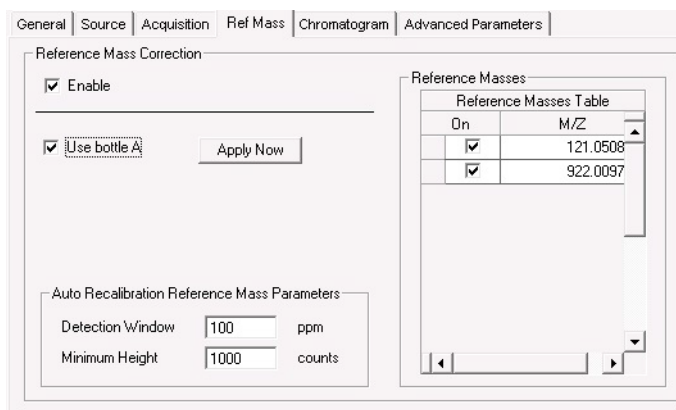 General Source Acquisition Ref Mass Chromatogram Advanced Parameters
Reference Mass Correction
Enable
Use bottle A Apply Now
Reference Masses
Reference Masses Table
On M/Z
121.0508
922.0097
Auto Recalibration Reference Mass Parameters
Detection Window 100 ppm
Minimum Height 1000 counts